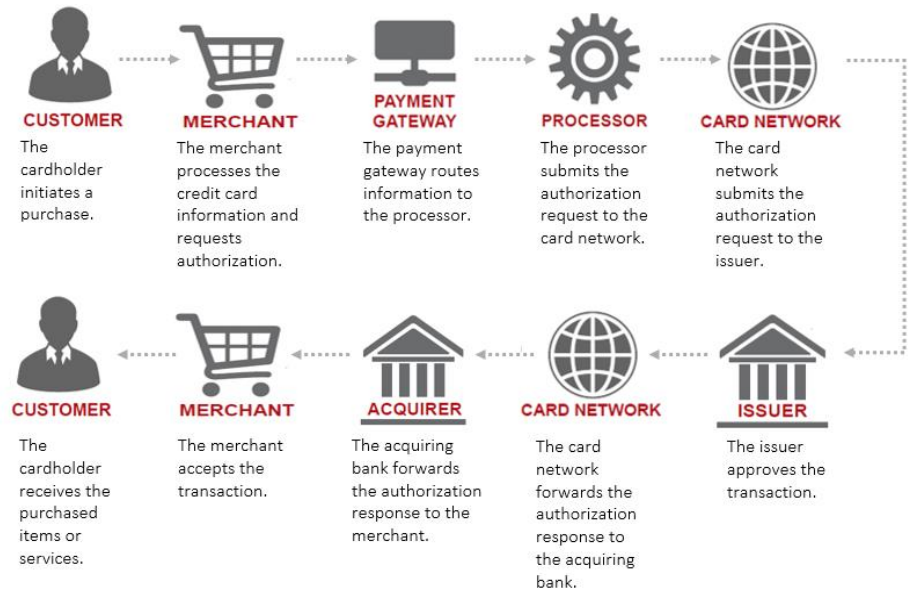 CUSTOMER
The
cardholder
initiates a
purchase.
MERCHANT
The merchant
processes the
credit card
information and
requests
authorization.
PAYMENT
GATEWAY
The payment
gateway routes
information to
the processor.
PROCESSOR
The processor
submits the
authorization
request to the
card network.
CARD NETWORK
The card
network
submits the
authorization
request to the
issuer.
CUSTOMER
The
cardholder
receives the
purchased
items or
services.
MERCHANT
The merchant
accepts the
transaction.
ACQUIRER
The acquiring
bank forwards
the authorization
response to the
merchant.
CARD NETWORK
The card
network
forwards the
authorization
response to
the acquiring
bank.
ISSUER
The issuer
approves the
transaction.